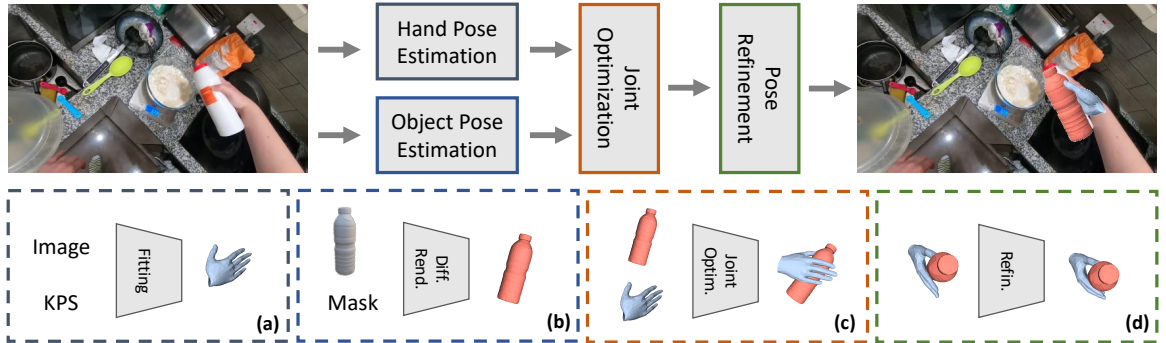 Hand Pose
Estimation
Object Pose
Estimation
Joint
Optimization
Pose
Refinement
Image
KPS
Fitting
(a)
Mask
Diff.
Rend.
(b)
Joint
Optim.
(c)
Refin.
(d)